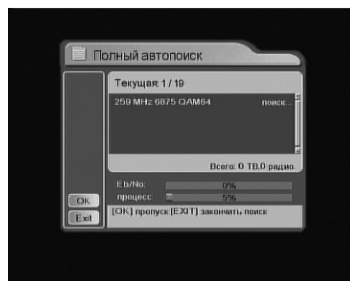 Полный автопоиск
Текущая: 1 / 19
259 MHz 6875 QAM64 поиск...
Всего: 0 ТВ,0 радио
Eb/No: 0%
процесс: 5%
OK
[OK] пропуск [EXIT] закончить поиск
Exit